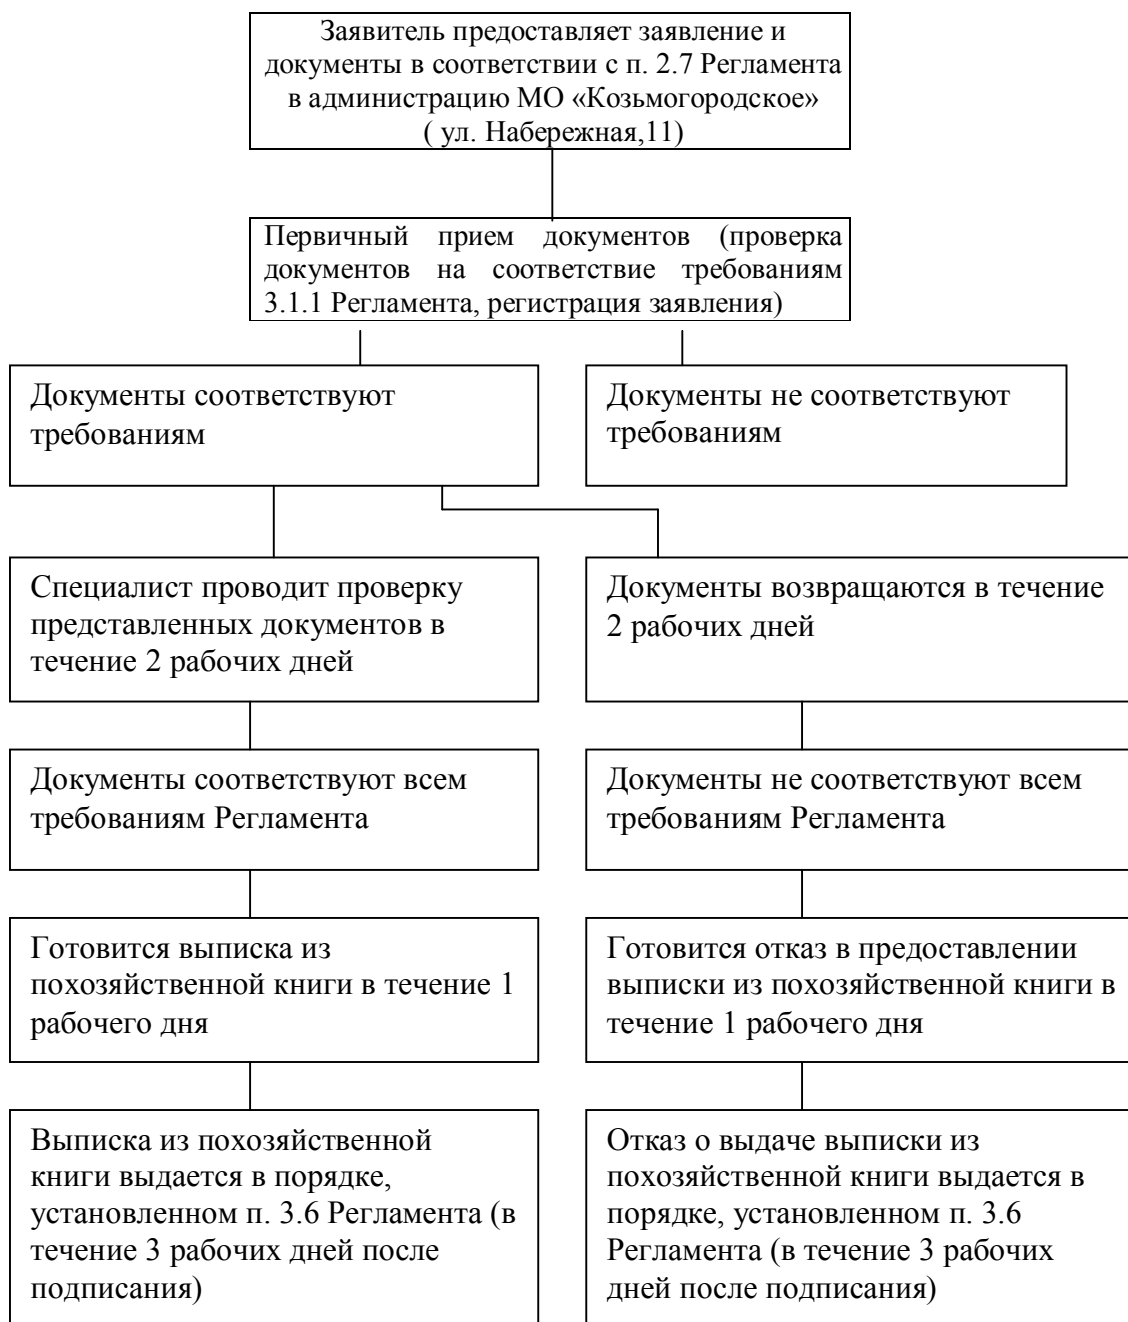 Заявитель предоставляет заявление и
документы в соответствии с п. 2.7 Регламента
в администрацию МО «Козьмогородское»
( ул. Набережная,11)
Первичный прием документов (проверка
документов на соответствие требованиям
3.1.1 Регламента, регистрация заявления)
Документы соответствуют
требованиям
Документы не соответствуют
требованиям
Специалист проводит проверку
представленных документов в
течение 2 рабочих дней
Документы возвращаются в течение
2 рабочих дней
Документы соответствуют всем
требованиям Регламента
Документы не соответствуют всем
требованиям Регламента
Готовится выписка из
похозяйственной книги в течение 1
рабочего дня
Готовится отказ в предоставлении
выписки из похозяйственной книги в
течение 1 рабочего дня
Выписка из похозяйственной
книги выдается в порядке,
установленном п. 3.6 Регламента (в
течение 3 рабочих дней после
подписания)
Отказ о выдаче выписки из
похозяйственной книги выдается в
порядке, установленном п. 3.6
Регламента (в течение 3 рабочих
дней после подписания)